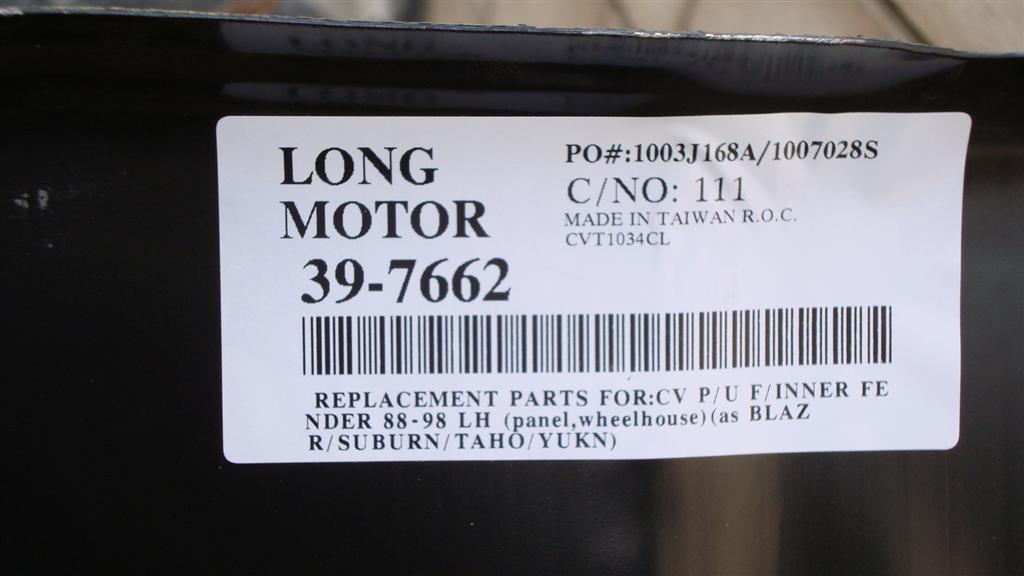 LONG
MOTOR
39-7662
PO#:1003J168A/1007028S
C/NO: 111
MADE IN TAIWAN R.O.C.
CVT1034CL
REPLACEMENT PARTS FOR:CV P/U F/INNER FE
NDER 88-98 LH (panel,wheelhouse)(as BLAZ
R/SUBURN/TAHO/YUKN)